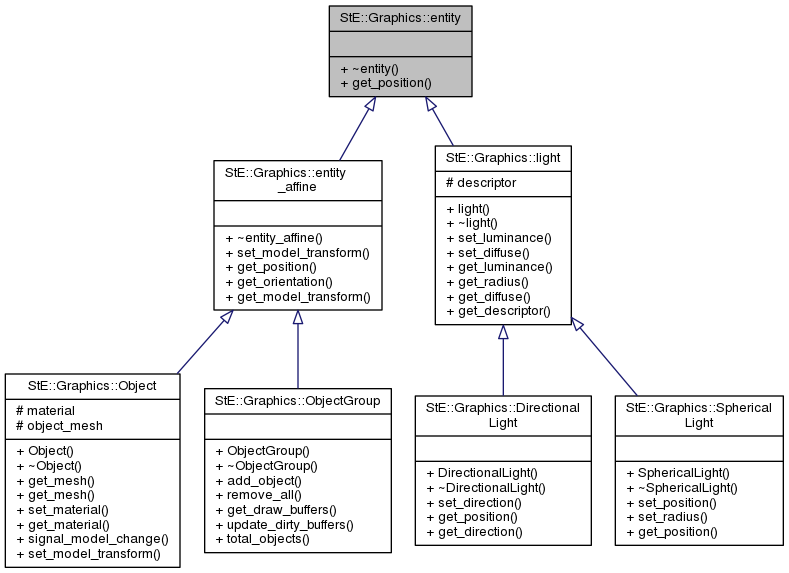 StE::Graphics::entity
+ ~entity()
+ get_position()
StE::Graphics::entity
_affine
+ ~entity_affine()
+ set_model_transform()
+ get_position()
+ get_orientation()
+ get_model_transform()
StE::Graphics::light
# descriptor
+ light()
+ ~light()
+ set_luminance()
+ set_diffuse()
+ get_luminance()
+ get_radius()
+ get_diffuse()
+ get_descriptor()
StE::Graphics::Object
# material
# object_mesh
+ Object()
+ ~Object()
+ get_mesh()
+ get_mesh()
+ set_material()
+ get_material()
+ signal_model_change()
+ set_model_transform()
StE::Graphics::ObjectGroup
+ ObjectGroup()
+ ~ObjectGroup()
+ add_object()
+ remove_all()
+ get_draw_buffers()
+ update_dirty_buffers()
+ total_objects()
StE::Graphics::Directional
Light
+ DirectionalLight()
+ ~DirectionalLight()
+ set_direction()
+ get_position()
+ get_direction()
StE::Graphics::Spherical
Light
+ SphericalLight()
+ ~SphericalLight()
+ set_position()
+ set_radius()
+ get_position()